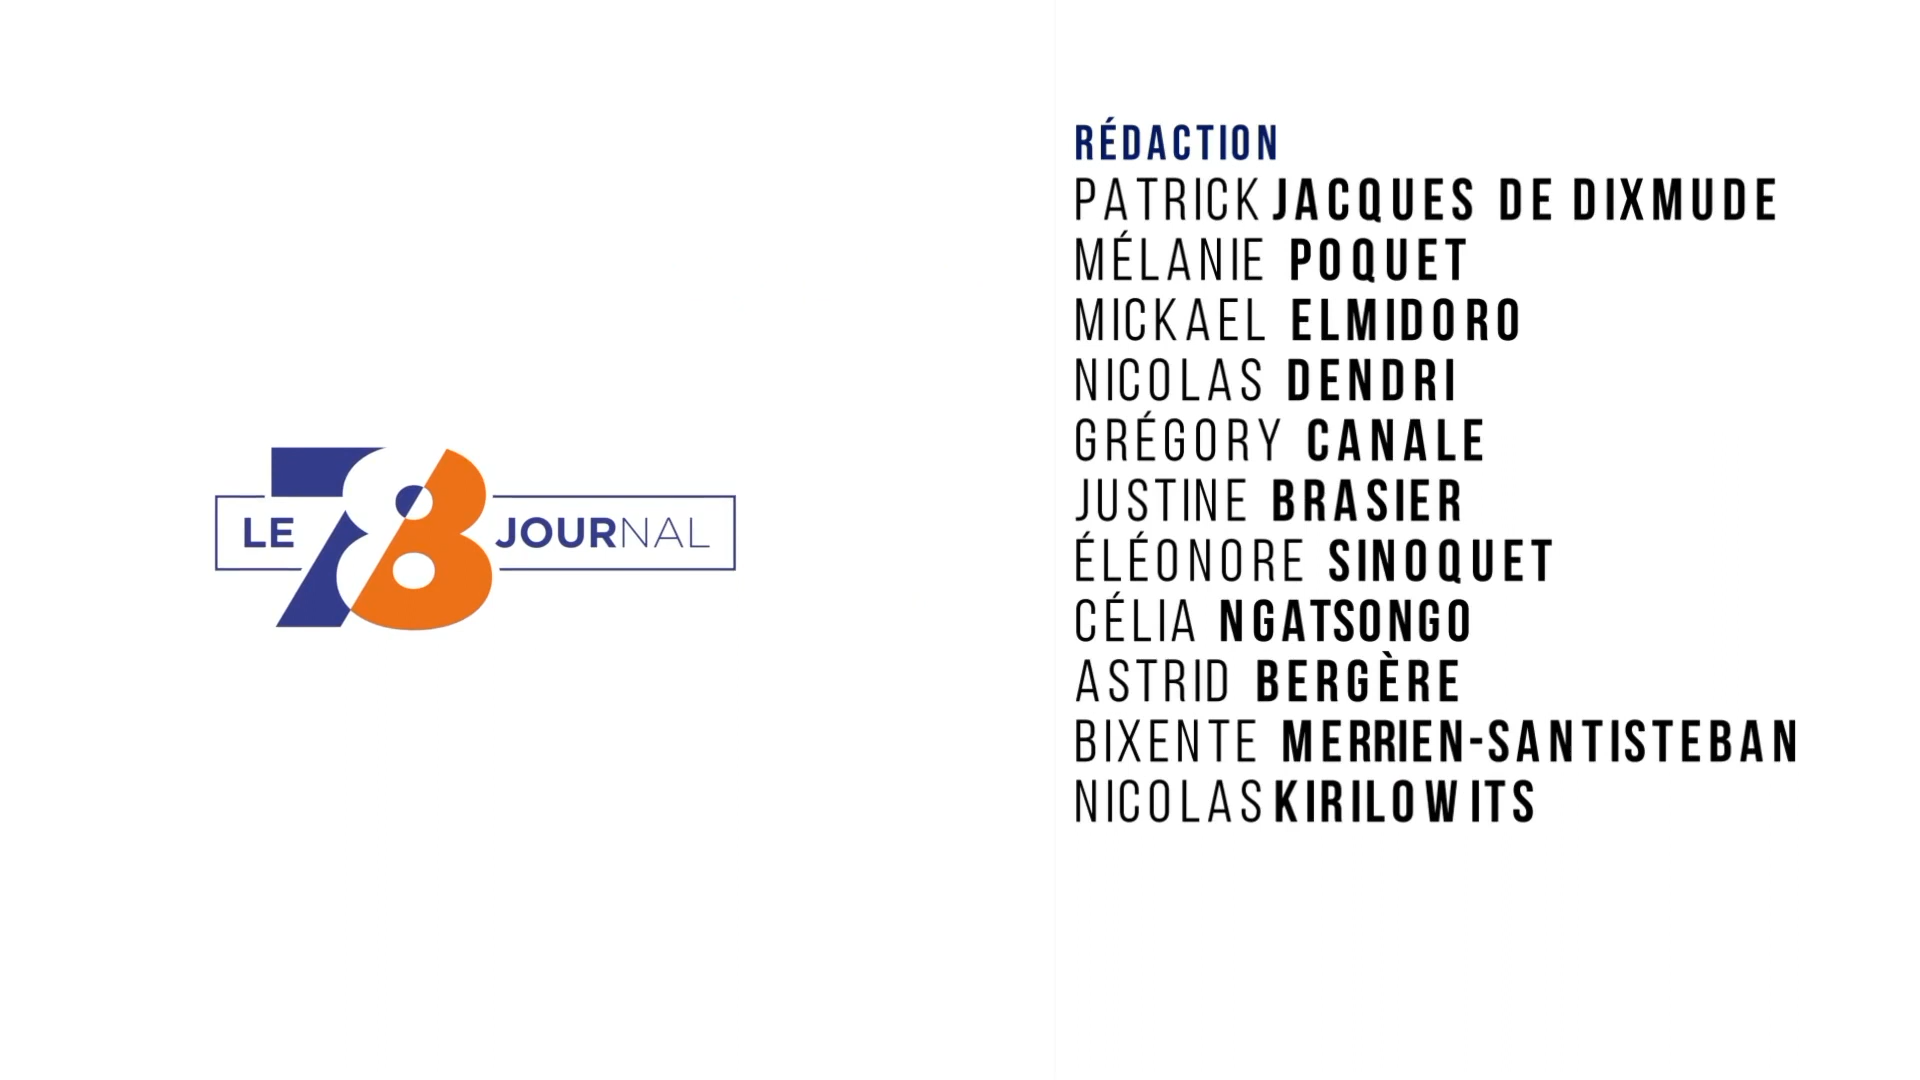 LE 78 JOURNAL
RÉDACTION
PATRICK JACQUES DE DIXMUDE
MÉLANIE POQUET
MICKAEL ELMIDORO
NICOLAS DENDRI
GRÉGORY CANALE
JUSTINE BRASIER
ÉLÉONORE SINOQUET
CÉLIA NGATSONGO
ASTRID BERGÈRE
BIXENTE MERRIEN-SANTISTEBAN
NICOLAS KIRILOWITS